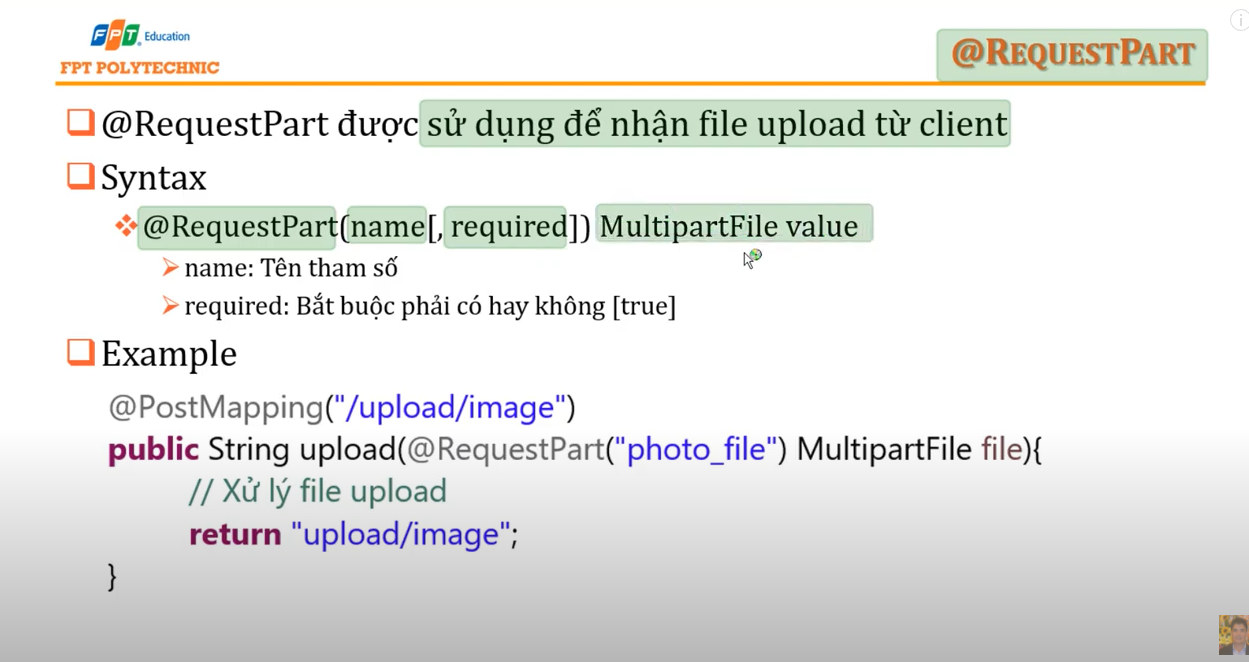 FPT Education
FPT POLYTECHNIC
@REQUESTPART
@RequestPart được sử dụng để nhận file upload từ client
Syntax
@RequestPart(name[, required]) MultipartFile value
name: Tên tham số
required: Bắt buộc phải có hay không [true]
Example
@PostMapping("/upload/image")
public String upload(@RequestPart("photo_file") MultipartFile file){
// Xử lý file upload
return "upload/image";
}